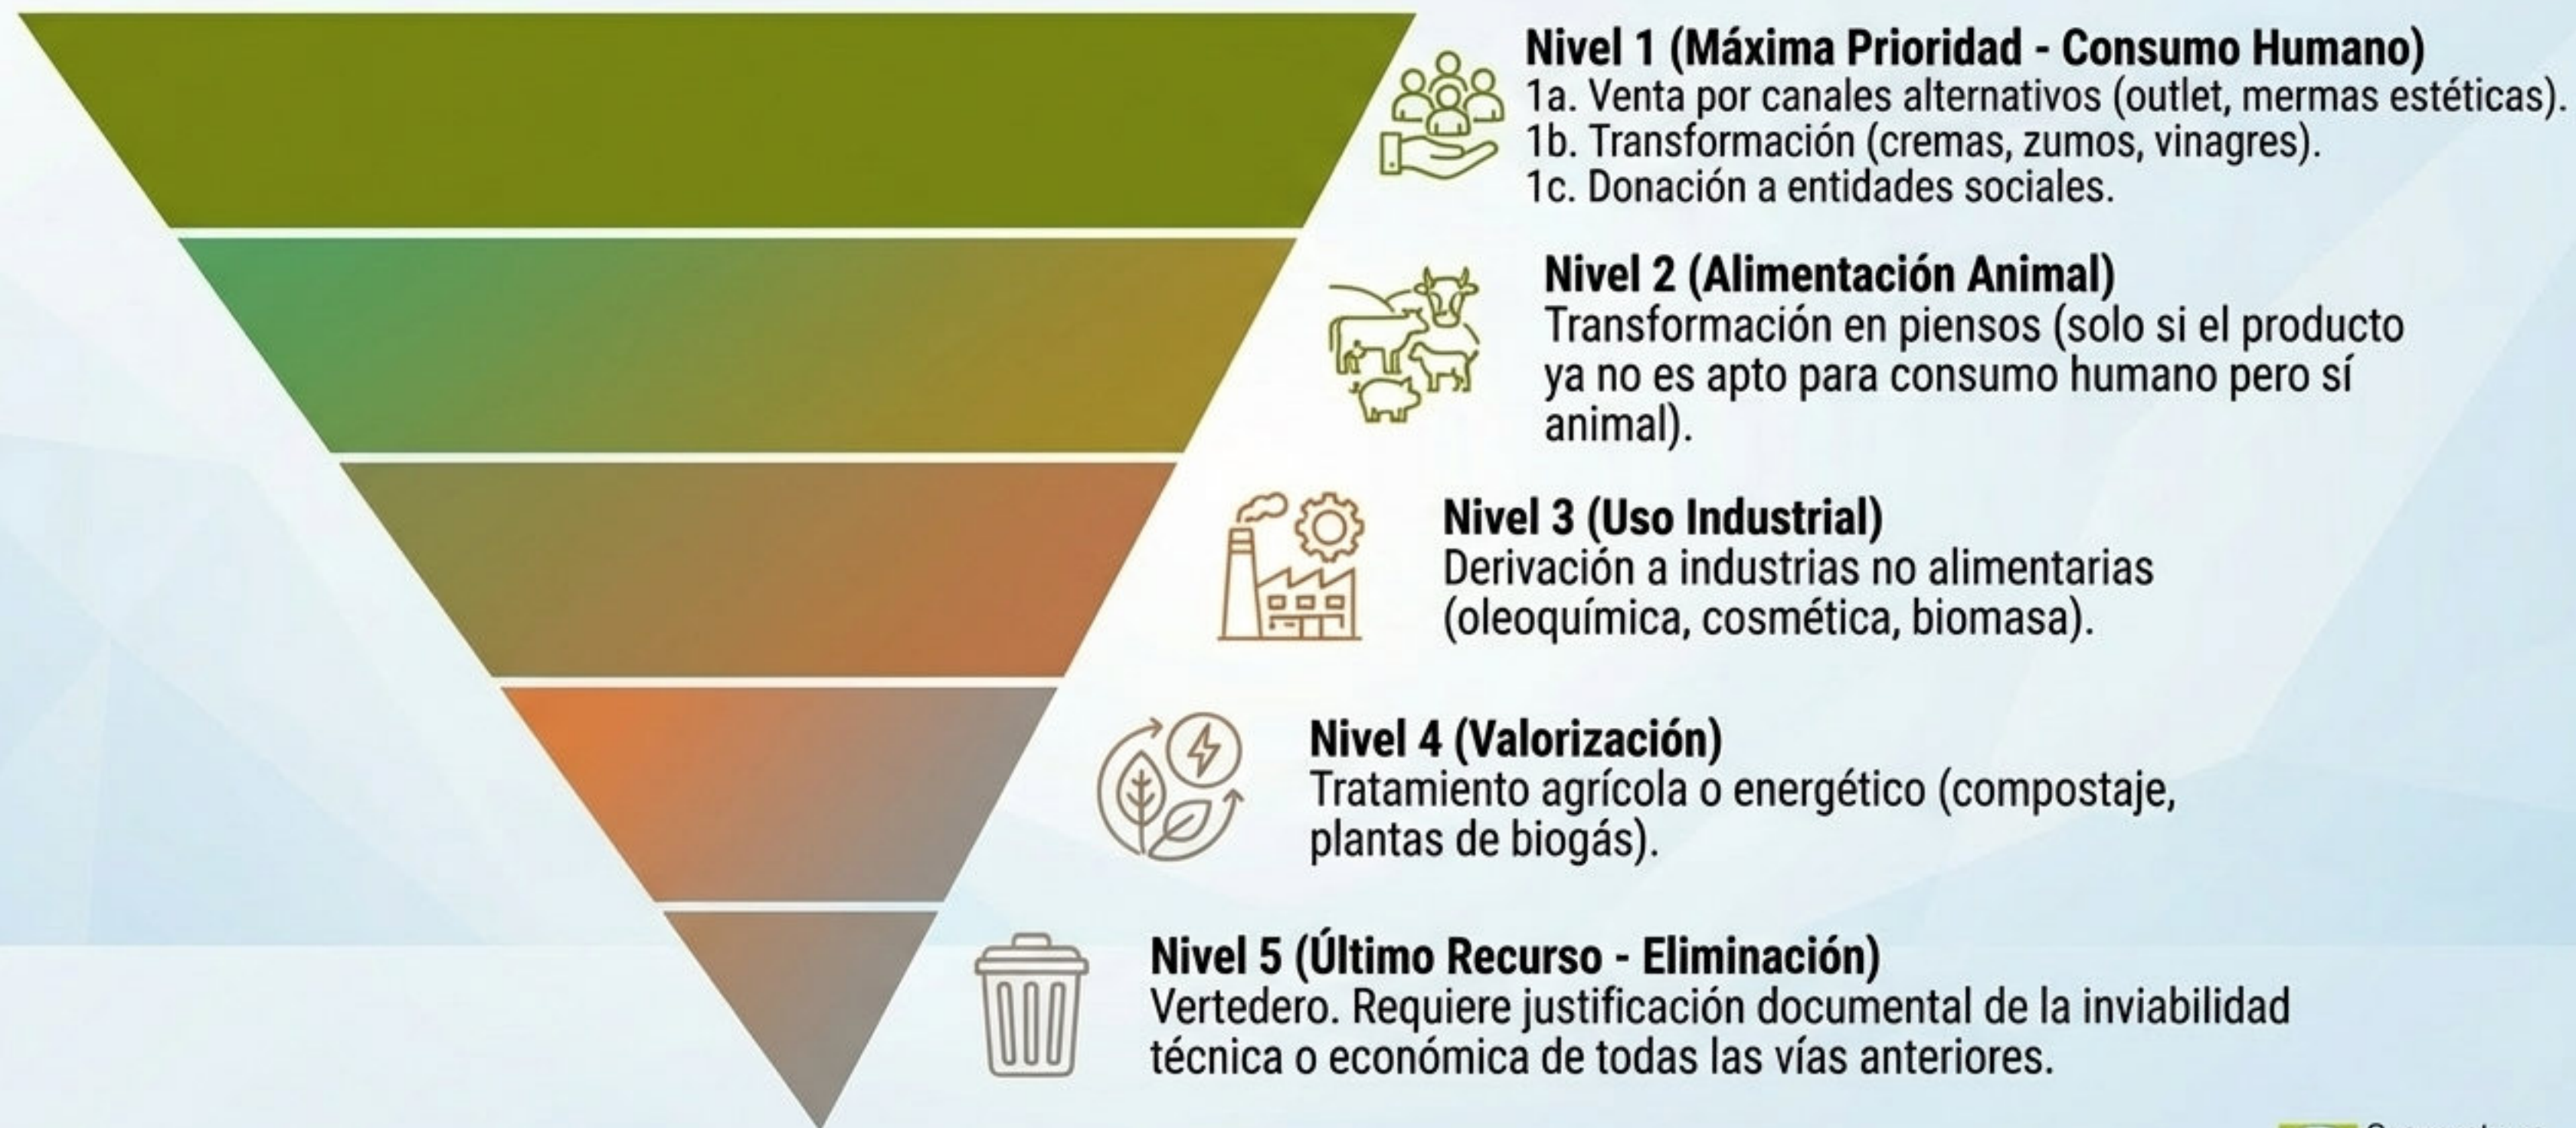 Nivel 1 (Máxima Prioridad - Consumo Humano)
1a. Venta por canales alternativos (outlet, mermas estéticas).
1b. Transformación (cremas, zumos, vinagres).
1c. Donación a entidades sociales.
Nivel 2 (Alimentación Animal)
Transformación en piensos (solo si el producto
ya no es apto para consumo humano pero sí
animal).
Nivel 3 (Uso Industrial)
Derivación a industrias no alimentarias
(oleoquímica, cosmética, biomasa).
Nivel 4 (Valorización)
Tratamiento agrícola o energético (compostaje,
plantas de biogás).
Nivel 5 (Último Recurso - Eliminación)
Vertedero. Requiere justificación documental de la inviabilidad
técnica o económica de todas las vías anteriores.